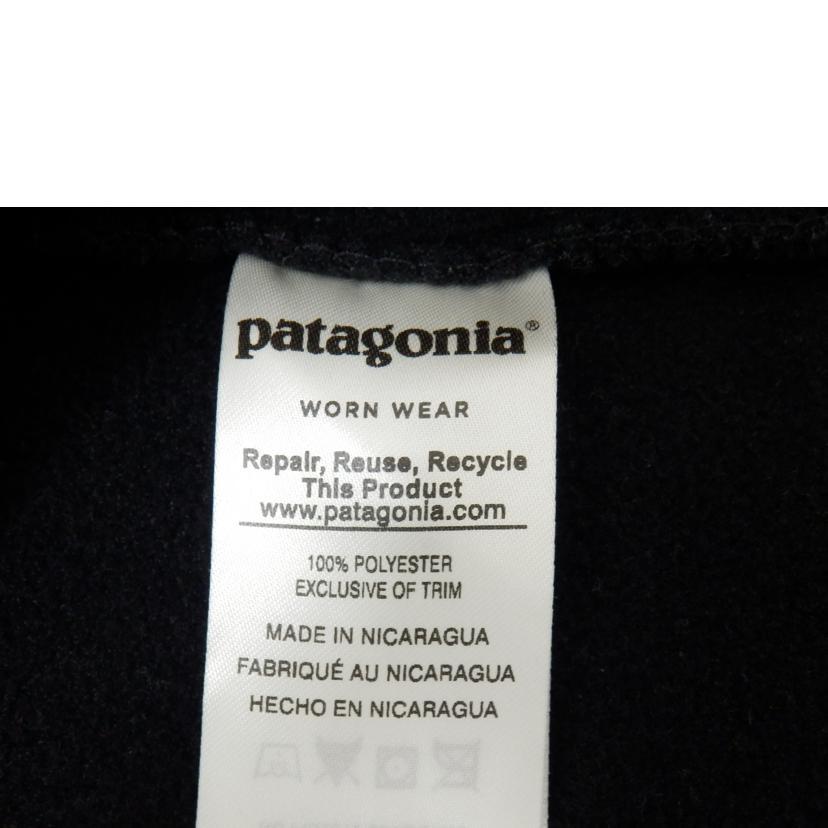 patagonia®
WORN WEAR
Repair, Reuse, Recycle
This Product
www.patagonia.com
100% POLYESTER
EXCLUSIVE OF TRIM
MADE IN NICARAGUA
FABRIQUÉ AU NICARAGUA
HECHO EN NICARAGUA